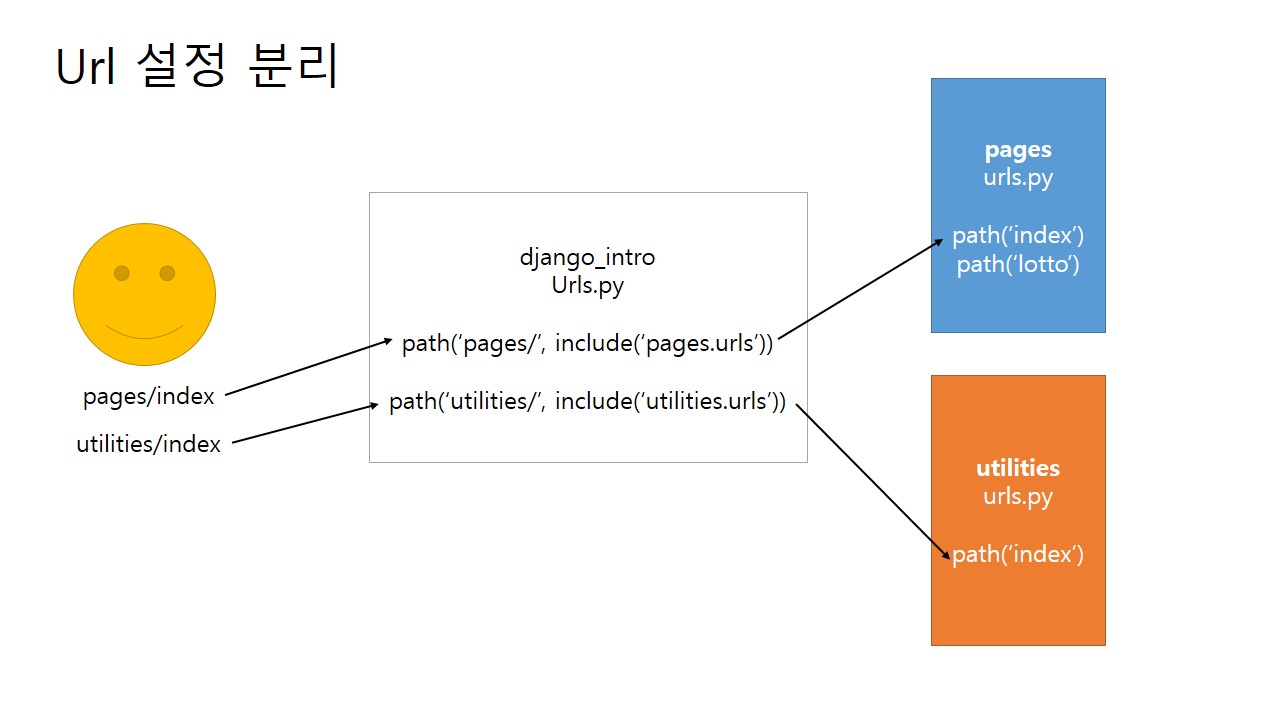 Url 설정 분리
pages/index
utilities/index
django_intro
Urls.py
path(‘pages/’, include(‘pages.urls’))
path(‘utilities/’, include(‘utilities.urls’))
pages
urls.py
path(‘index’)
path(‘lotto’)
utilities
urls.py
path(‘index’)